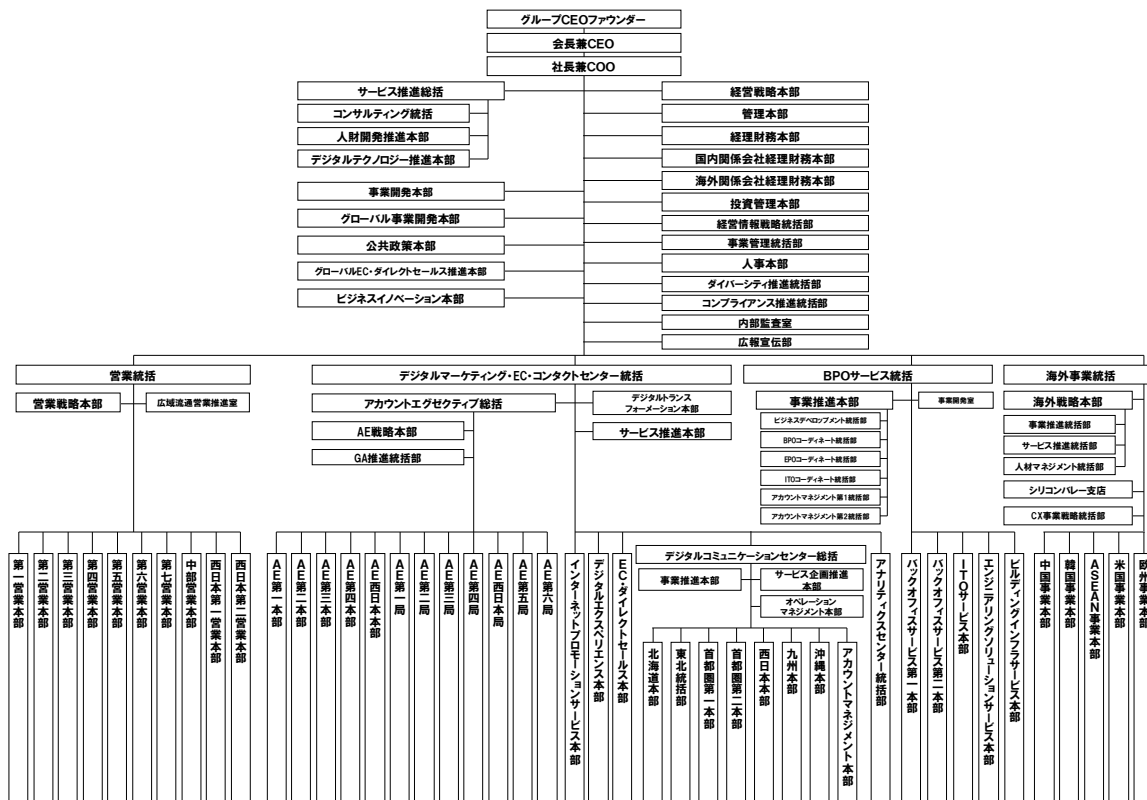 グループCEOファウンダー
会長兼CEO
社長兼COO
サービス推進総括
コンサルティング統括
人財開発推進本部
デジタルテクノロジー推進本部
事業開発本部
グローバル事業開発本部
公共政策本部
グローバルEC・ダイレクトセールス推進本部
ビジネスイノベーション本部
経営戦略本部
管理本部
経理財務本部
国内関係会社経理財務本部
海外関係会社経理財務本部
投資管理本部
経営情報戦略統括部
事業管理統括部
人事本部
ダイバーシティ推進統括部
コンプライアンス推進統括部
内部監査室
広報宣伝部
営業統括
営業戦略本部
広域流通営業推進室
第一営業本部
第二営業本部
第三営業本部
第四営業本部
第五営業本部
第六営業本部
第七営業本部
中部営業本部
西日本第一営業本部
西日本第二営業本部
デジタルマーケティング・EC・コンタクトセンター統括
アカウントエグゼクティブ総括
デジタルトランス
フォーメーション本部
サービス推進本部
AE戦略本部
GA推進統括部
AE第一本部
AE第二本部
AE第三本部
AE第四本部
AE西日本本部
AE第一局
AE第二局
AE第三局
AE第四局
AE西日本局
AE第五局
AE第六局
インターネットプロモーションサービス本部
デジタルエクスペリエンス本部
EC・ダイレクトセールス本部
デジタルコミュニケーションセンター総括
事業推進本部
サービス企画推進
本部
オペレーション
マネジメント本部
北海道本部
東北統括部
首都圏第一本部
首都圏第二本部
西日本本部
九州本部
沖縄本部
アカウントマネジメント本部
アナリティクスセンター統括部
BPOサービス統括
事業推進本部
事業開発室
ビジネスデベロップメント統括部
BPOコーディネート統括部
EPOコーディネート統括部
ITOコーディネート統括部
アカウントマネジメント第1統括部
アカウントマネジメント第2統括部
バックオフィスサービス第一本部
バックオフィスサービス第二本部
ITOサービス本部
エンジニアリングソリューションサービス本部
ビルディングインフラサービス本部
海外事業統括
海外戦略本部
事業推進統括部
サービス推進統括部
人材マネジメント統括部
シリコンバレー支店
CX事業戦略統括部
中国事業本部
韓国事業本部
ASEAN事業本部
米国事業本部
欧州事業本部